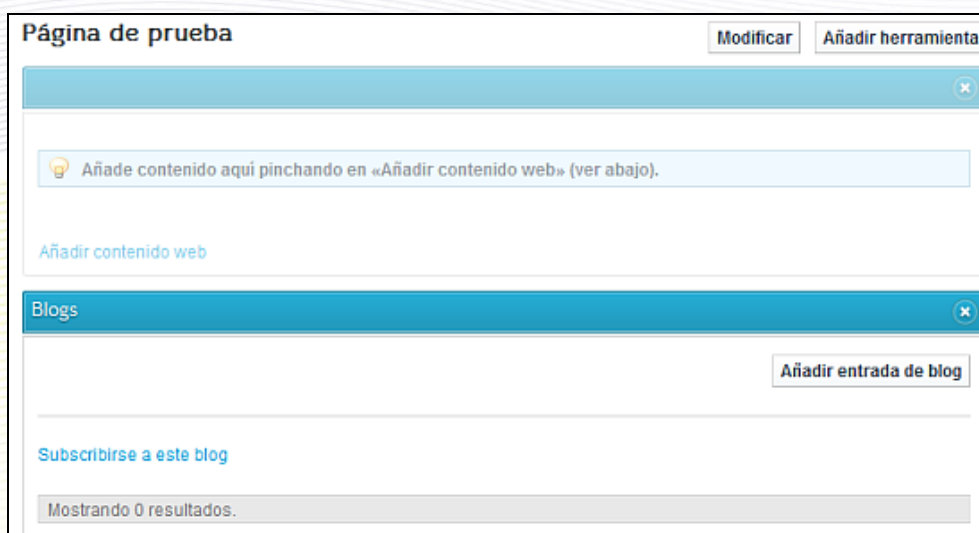 Página de prueba
Modificar
Añadir herramienta
Añade contenido aquí pinchando en «Añadir contenido web» (ver abajo).
Añadir contenido web
Blogs
Añadir entrada de blog
Subscribirse a este blog
Mostrando 0 resultados.